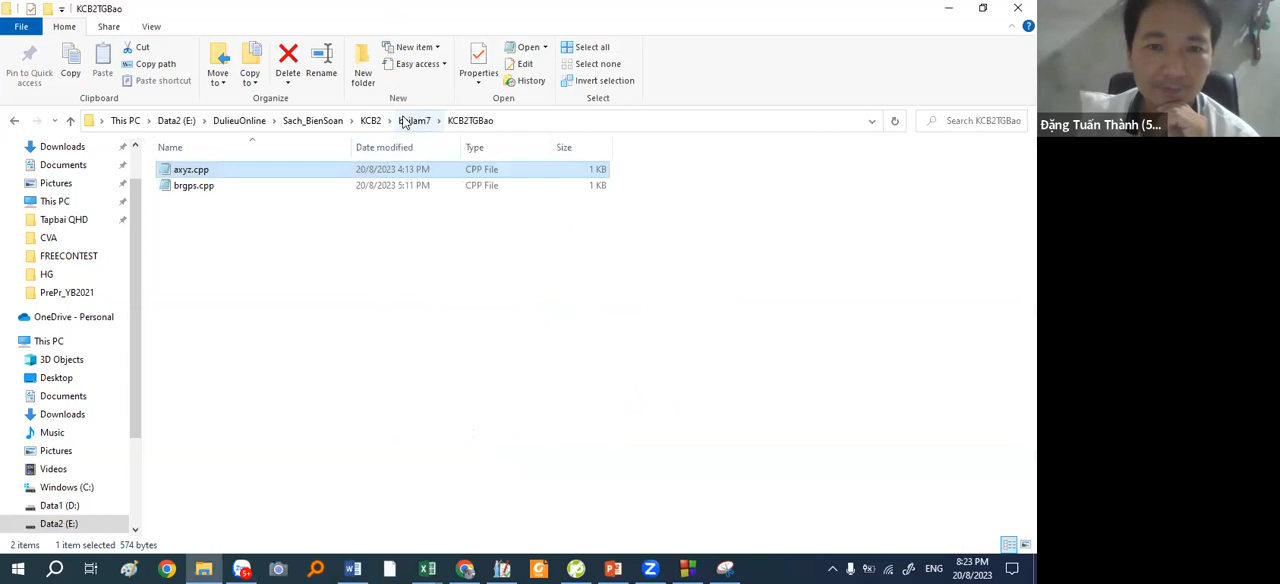 KCB2TGBao
File
Home
Share
View
Pin to Quick access
Copy
Paste
Cut
Copy path
Paste shortcut
Clipboard
Move to
Copy to
Delete
Rename
Organize
New folder
New item
Easy access
New
Properties
Open
Edit
History
Open
Select all
Select none
Invert selection
Select
This PC > Data2 (E:) > DulieuOnline > Sach_BienSoan > KCB2 > > KCB2TGBao
Search KCB2TGBao
Name Date modified Type Size
axyz.cpp 20/8/2023 4:13 PM CPP File 1 KB
brgps.cpp 20/8/2023 5:11 PM CPP File 1 KB
Downloads
Documents
Pictures
This PC
Tapbai QHD
CVA
FREECONTEST
HG
PrePr_YB2021
OneDrive - Personal
This PC
3D Objects
Desktop
Documents
Downloads
Music
Pictures
Videos
Windows (C:)
Data1 (D:)
Data2 (E:)
2 items 1 item selected 574 bytes
ENG
8:23 PM
20/8/2023
Đặng Tuấn Thành (5...